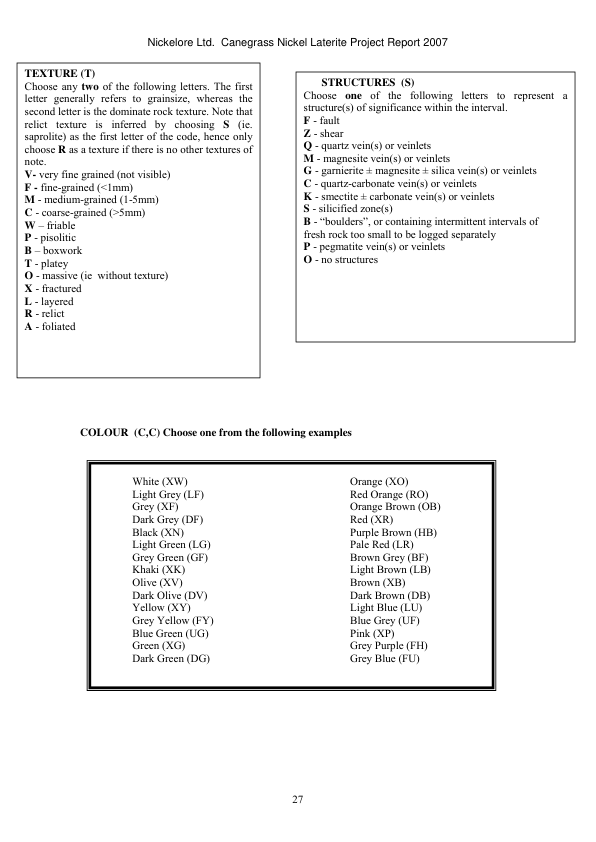 Nickelore Ltd.  Canegrass Nickel Laterite Project Report 2007
TEXTURE (T)
Choose any two of the following letters. The first
letter generally refers to grainsize, whereas the
second letter is the dominate rock texture. Note that
relict texture is inferred by choosing S (ie.
saprolite) as the first letter of the code, hence only
choose R as a texture if there is no other textures of
note.
V- very fine grained (not visible)
F - fine-grained (<1mm)
M - medium-grained (1-5mm)
C - coarse-grained (>5mm)
W – friable
P - pisolitic
B – boxwork
T - platey
O - massive (ie  without texture)
X - fractured
L - layered
R - relict
A - foliated
STRUCTURES  (S)
Choose one of the following letters to represent a
structure(s) of significance within the interval.
F - fault
Z - shear
Q - quartz vein(s) or veinlets
M - magnesite vein(s) or veinlets
G - garnierite ± magnesite ± silica vein(s) or veinlets
C - quartz-carbonate vein(s) or veinlets
K - smectite ± carbonate vein(s) or veinlets
S - silicified zone(s)
B - “boulders”, or containing intermittent intervals of
fresh rock too small to be logged separately
P - pegmatite vein(s) or veinlets
O - no structures
COLOUR  (C,C) Choose one from the following examples
White (XW)
Light Grey (LF)
Grey (XF)
Dark Grey (DF)
Black (XN)
Light Green (LG)
Grey Green (GF)
Khaki (XK)
Olive (XV)
Dark Olive (DV)
Yellow (XY)
Grey Yellow (FY)
Blue Green (UG)
Green (XG)
Dark Green (DG)
Orange (XO)
Red Orange (RO)
Orange Brown (OB)
Red (XR)
Purple Brown (HB)
Pale Red (LR)
Brown Grey (BF)
Light Brown (LB)
Brown (XB)
Dark Brown (DB)
Light Blue (LU)
Blue Grey (UF)
Pink (XP)
Grey Purple (FH)
Grey Blue (FU)
27